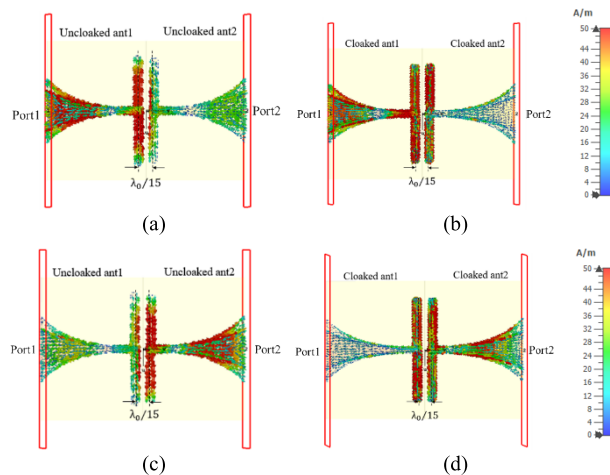 Uncloaked ant1
Uncloaked ant2
Port1
Port2
λ₀/15
(a)
Cloaked ant1
Cloaked ant2
Port1
Port2
λ₀/15
(b)
A/m
50
44
40
36
32
28
24
20
16
12
8
4
0
Uncloaked ant1
Uncloaked ant2
Port1
Port2
λ₀/15
(c)
Cloaked ant1
Cloaked ant2
Port1
Port2
λ₀/15
(d)
A/m
50
44
40
36
32
28
24
20
16
12
8
4
0